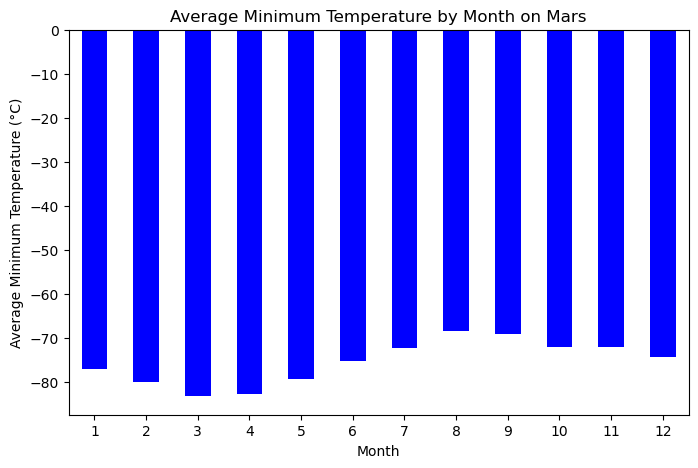 Average Minimum Temperature by Month on Mars
Average Minimum Temperature (°C)
0
−10
−20
−30
−40
−50
−60
−70
−80
1 2 3 4 5 6 7 8 9 10 11 12
Month